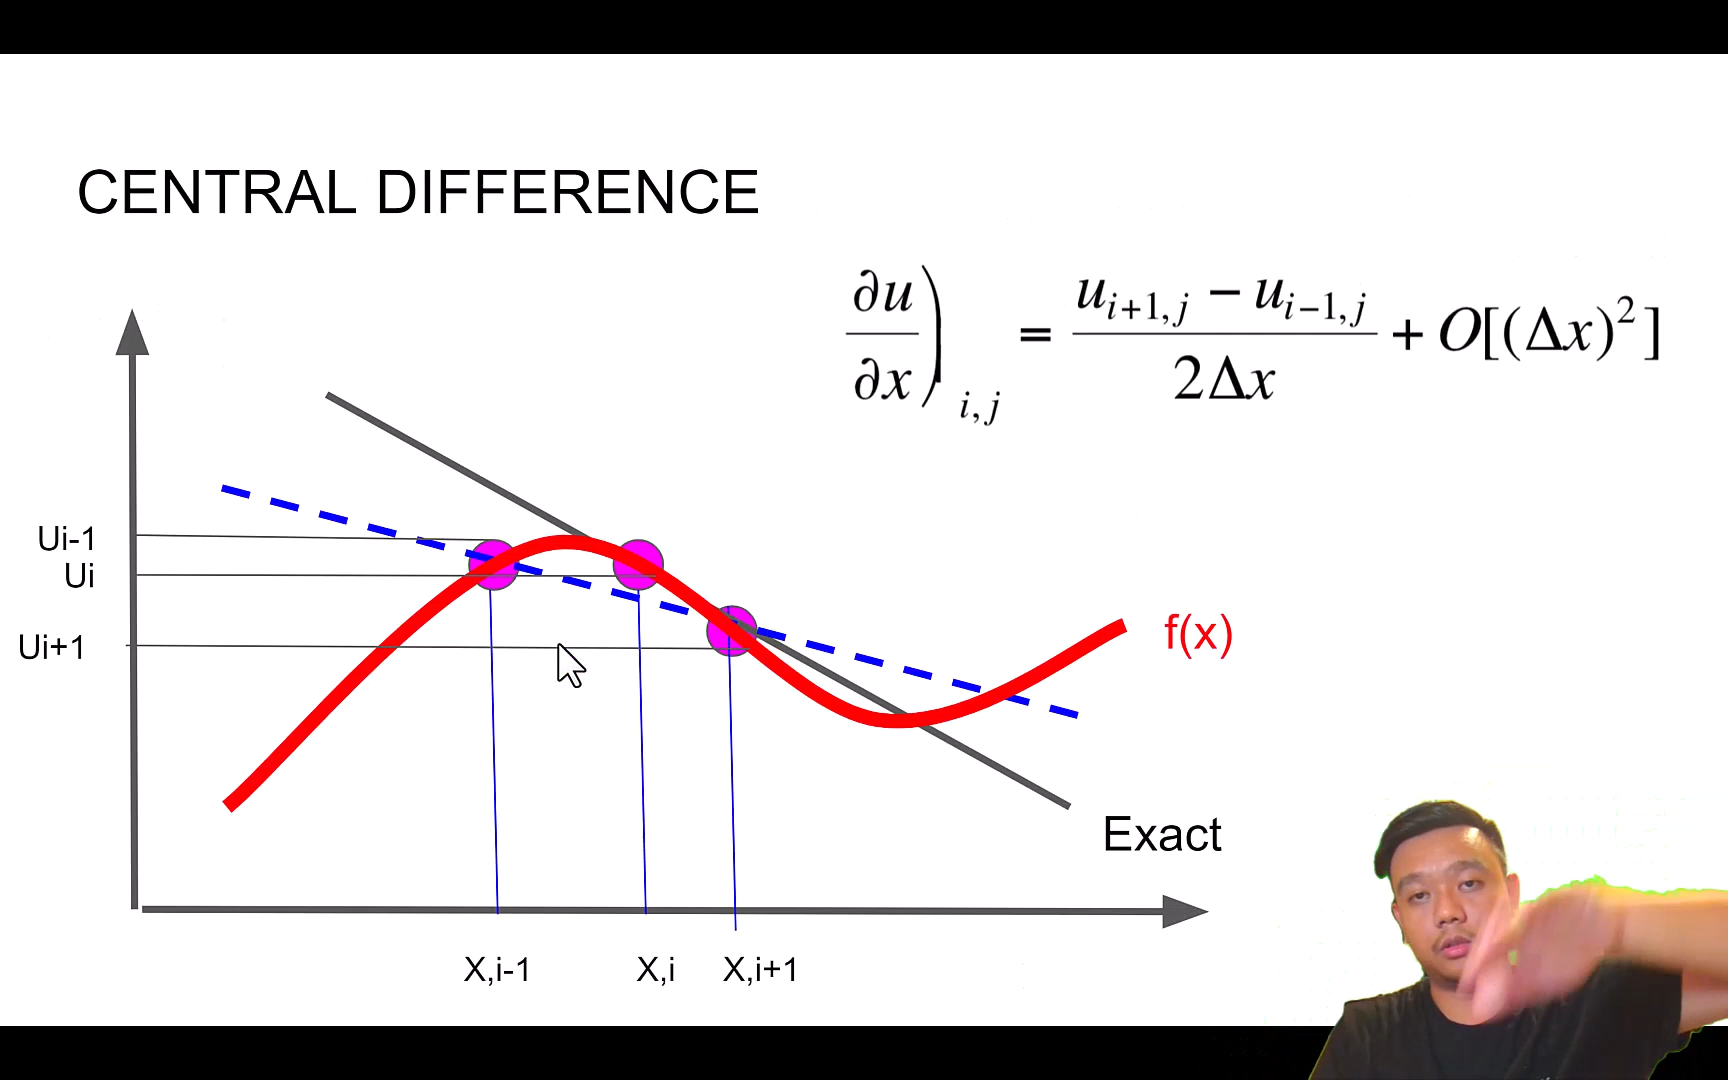 CENTRAL DIFFERENCE
∂u/∂x)i,j = (ui+1,j − ui−1,j)/(2Δx) + O[(Δx)²]
Ui-1
Ui
Ui+1
f(x)
Exact
X,i-1 X,i X,i+1